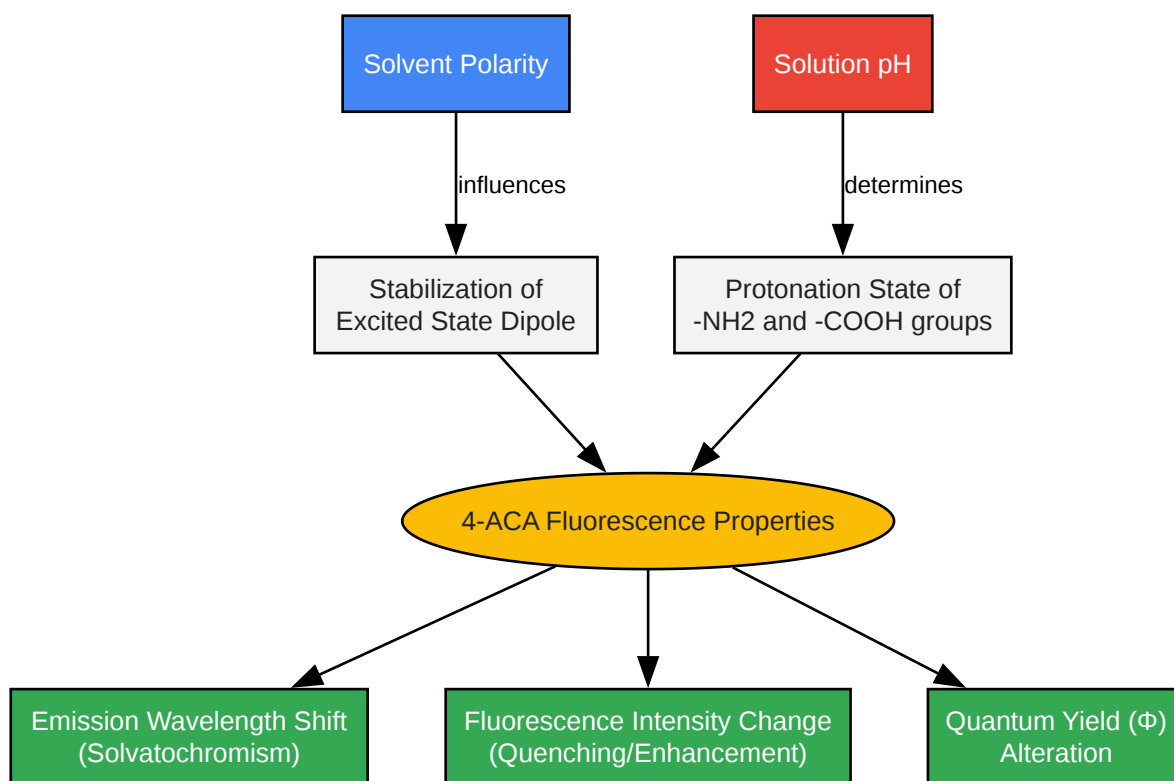 Solvent Polarity
Solution pH
influences
determines
Stabilization of
Excited State Dipole
Protonation State of
-NH2 and -COOH groups
4-ACA Fluorescence Properties
Emission Wavelength Shift
(Solvatochromism)
Fluorescence Intensity Change
(Quenching/Enhancement)
Quantum Yield (Φ)
Alteration